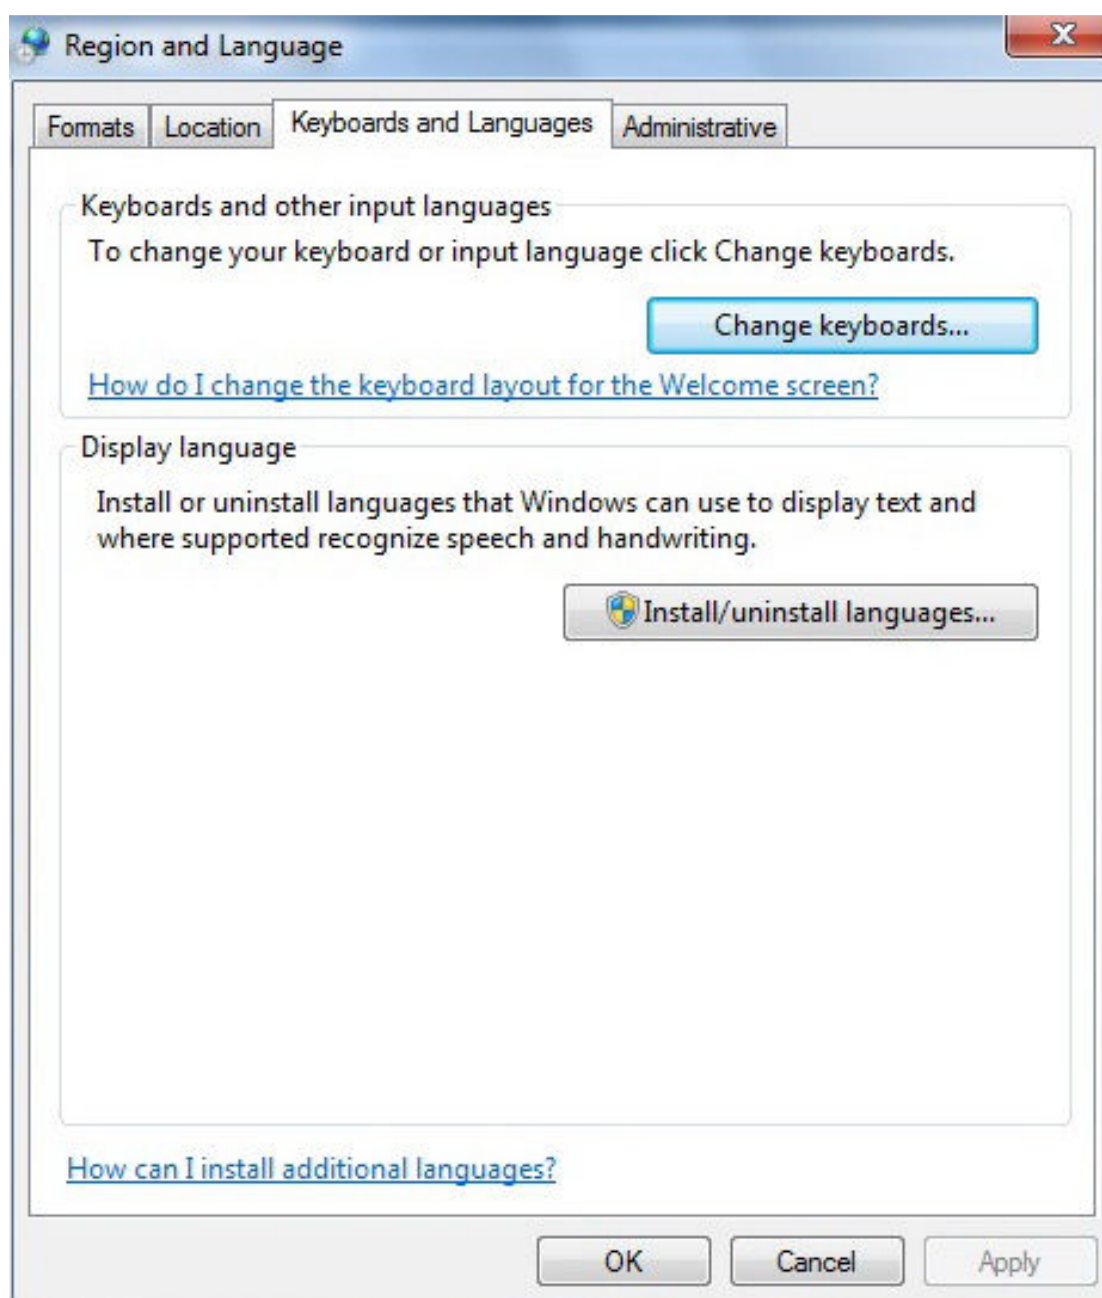 Region and Language
X
Formats Location Keyboards and Languages Administrative
Keyboards and other input languages
To change your keyboard or input language click Change keyboards.
Change keyboards...
How do I change the keyboard layout for the Welcome screen?
Display language
Install or uninstall languages that Windows can use to display text and
where supported recognize speech and handwriting.
Install/uninstall languages...
How can I install additional languages?
OK Cancel Apply